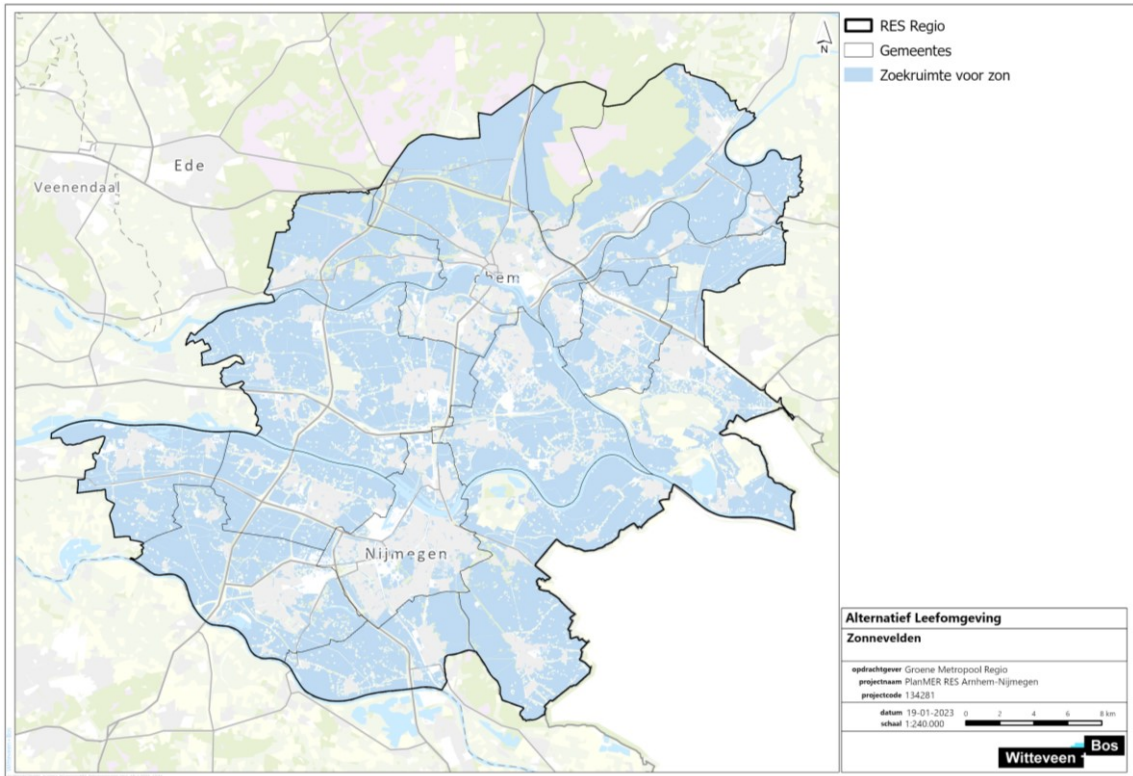 RES Regio
Gemeentes
Zoekruimte voor zon
N
Ede
Veenendaal
hem
Nijmegen
Alternatief Leefomgeving
Zonnevelden
opdrachtgever Groene Metropool Regio
projectnaam PlanMER RES Arnhem-Nijmegen
projectcode 134281
datum 19-01-2023
schaal 1:240.000
0 2 4 6 8 km
Witteveen + Bos